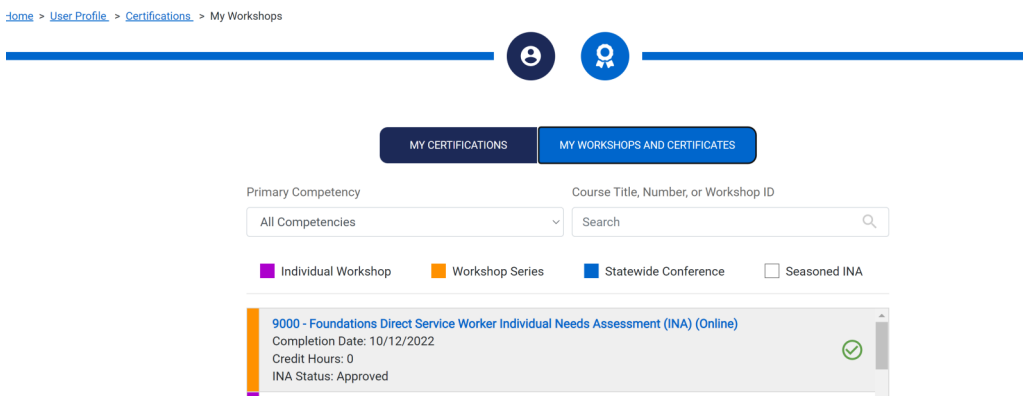 Home > User Profile > Certifications > My Workshops
MY CERTIFICATIONS MY WORKSHOPS AND CERTIFICATES
Primary Competency Course Title, Number, or Workshop ID
All Competencies Search
Individual Workshop Workshop Series Statewide Conference Seasoned INA
9000 - Foundations Direct Service Worker Individual Needs Assessment (INA) (Online)
Completion Date: 10/12/2022
Credit Hours: 0
INA Status: Approved